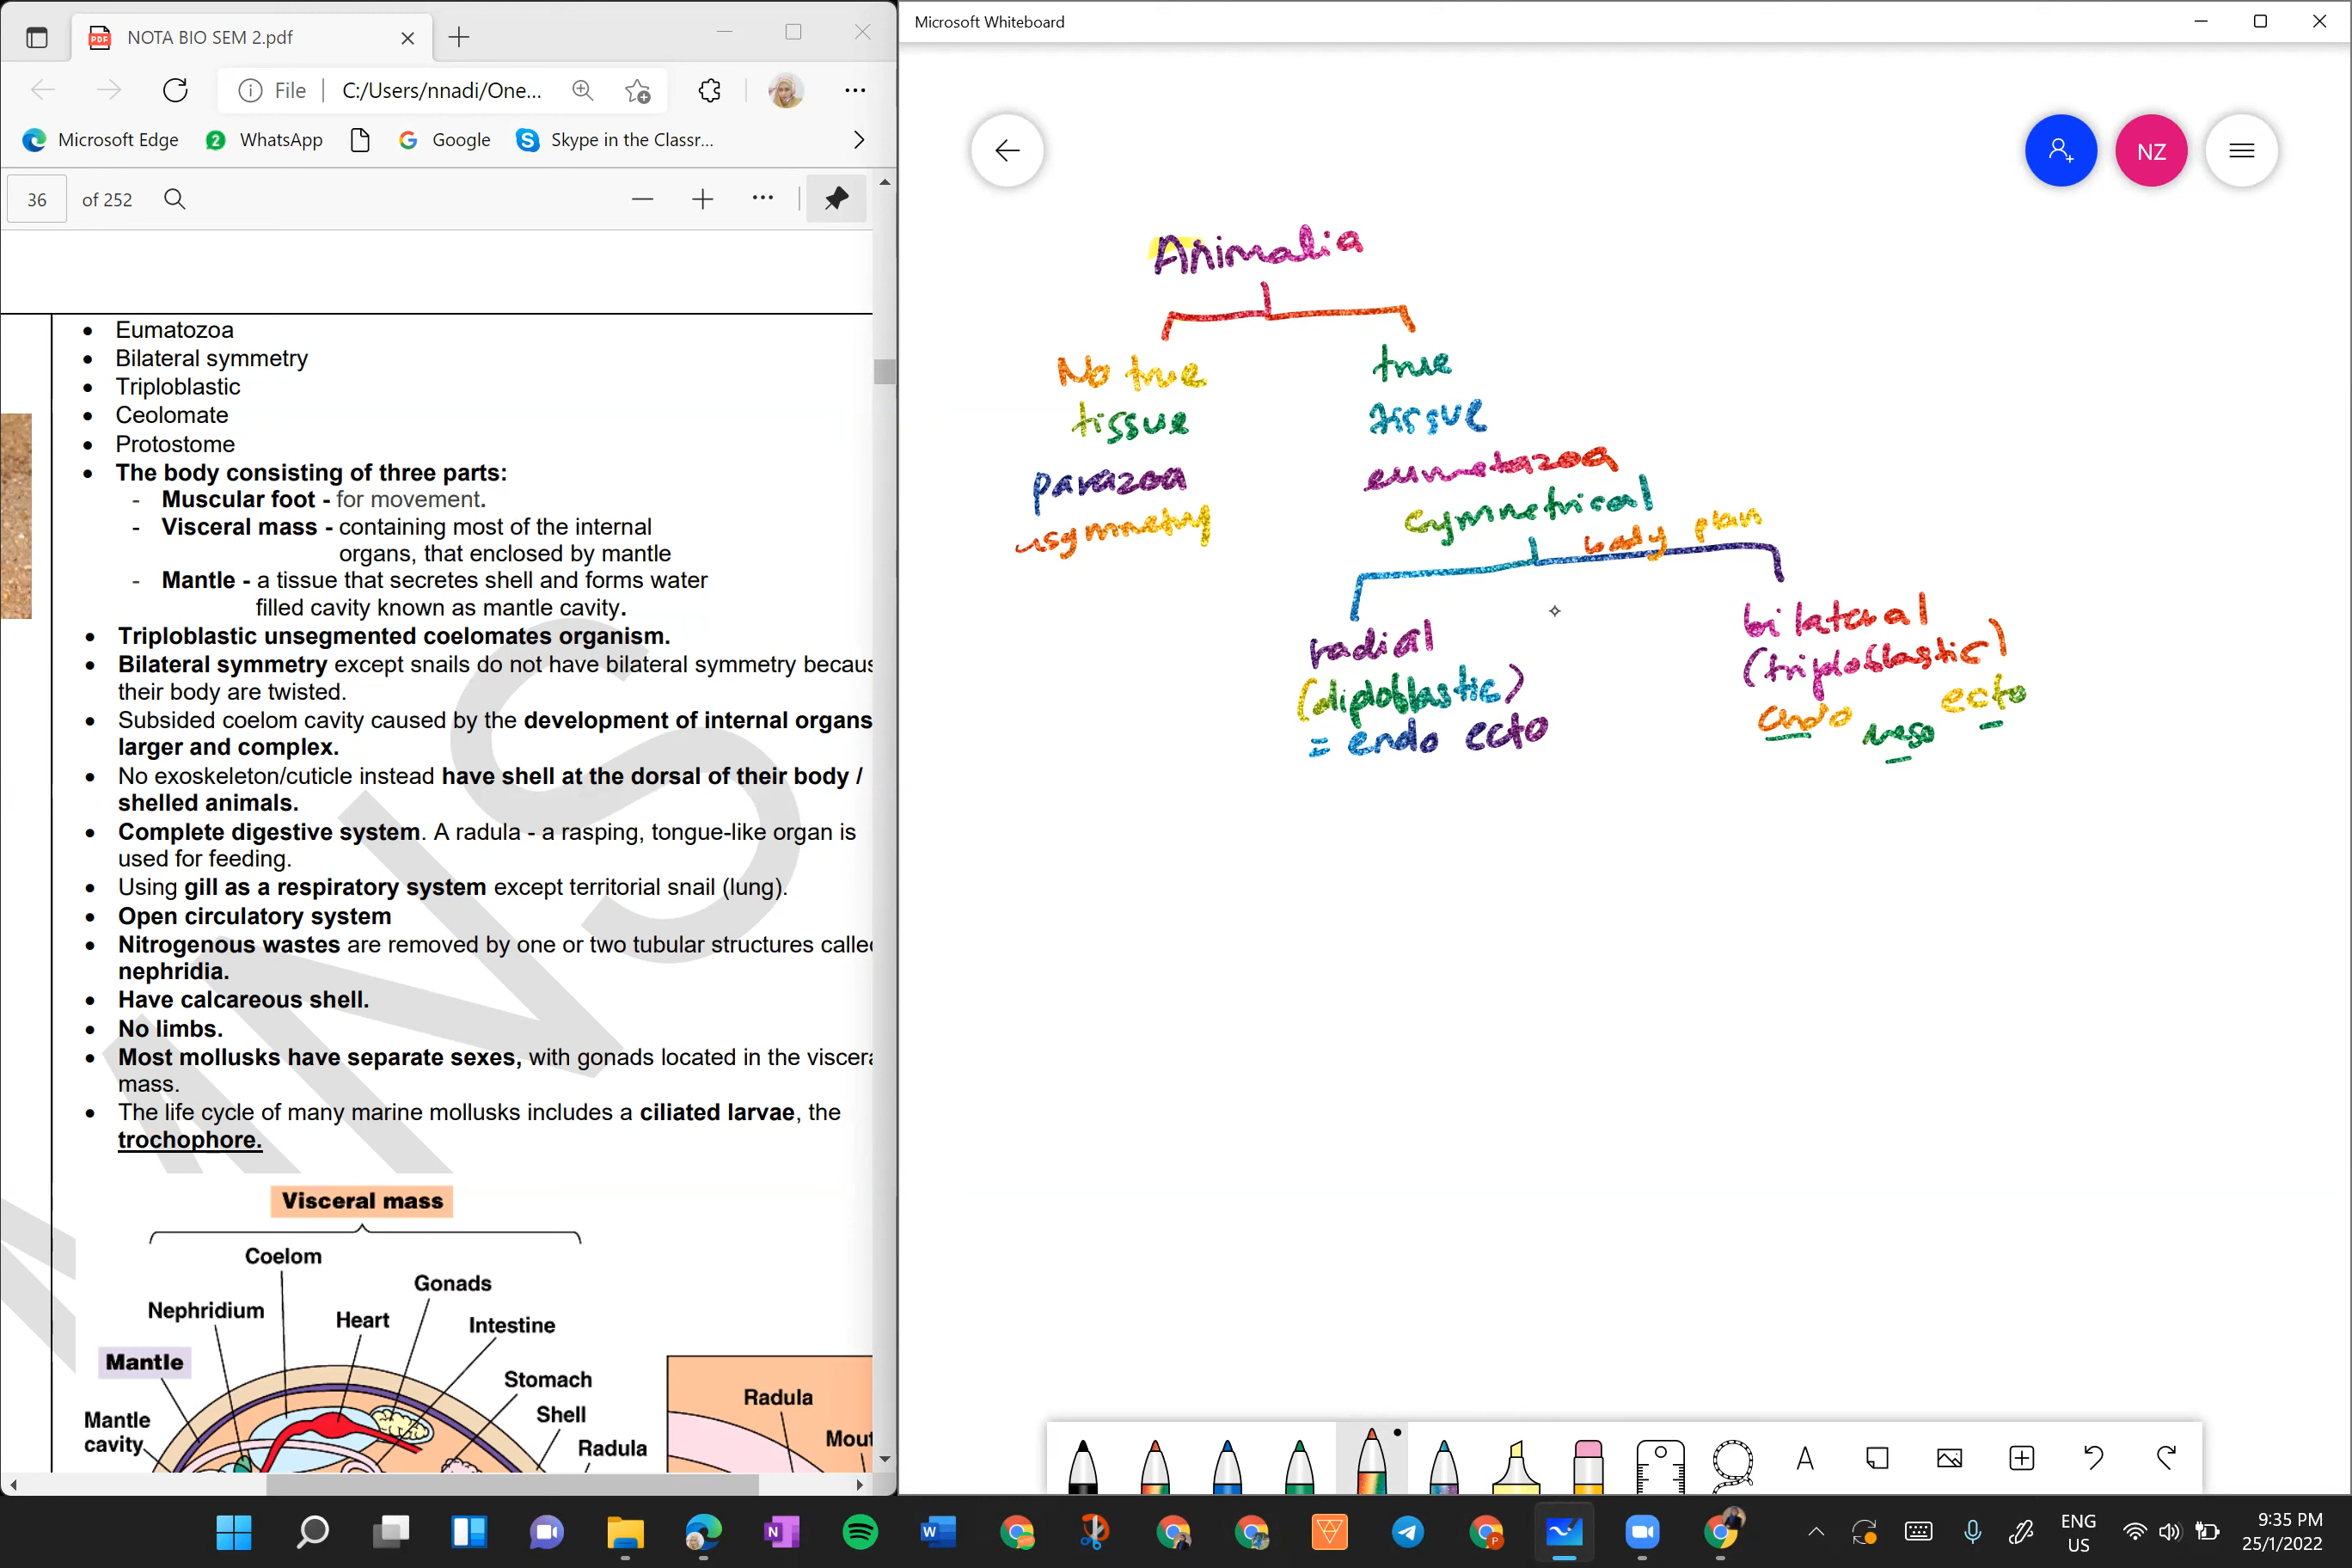 NOTA BIO SEM 2.pdf
File
C:/Users/nnadi/One...
Microsoft Edge
2
WhatsApp
Google
Skype in the Classr...
36
of 252
• Eumatozoa
• Bilateral symmetry
• Triploblastic
• Ceolomate
• Protostome
• The body consisting of three parts:
- Muscular foot - for movement.
- Visceral mass - containing most of the internal
organs, that enclosed by mantle
- Mantle - a tissue that secretes shell and forms water
filled cavity known as mantle cavity.
• Triploblastic unsegmented coelomates organism.
• Bilateral symmetry except snails do not have bilateral symmetry becau
their body are twisted.
• Subsided coelom cavity caused by the development of internal organs
larger and complex.
• No exoskeleton/cuticle instead have shell at the dorsal of their body /
shelled animals.
• Complete digestive system. A radula - a rasping, tongue-like organ is
used for feeding.
• Using gill as a respiratory system except territorial snail (lung).
• Open circulatory system
• Nitrogenous wastes are removed by one or two tubular structures calle
nephridia.
• Have calcareous shell.
• No limbs.
• Most mollusks have separate sexes, with gonads located in the viscera
mass.
• The life cycle of many marine mollusks includes a ciliated larvae, the
trochophore.
Visceral mass
Coelom
Gonads
Nephridium
Heart
Intestine
Mantle
Stomach
Radula
Mantle
cavity
Shell
Radula
Mout
Microsoft Whiteboard
NZ
Animalia
No true
tissue
parazoa
asymmetry
true
tissue
eumetazoa
symmetrical
body plan
radial
(diploblastic)
= endo ecto
bilateral
(triploblastic)
endo meso ecto
ENG
US
9:35 PM
25/1/2022